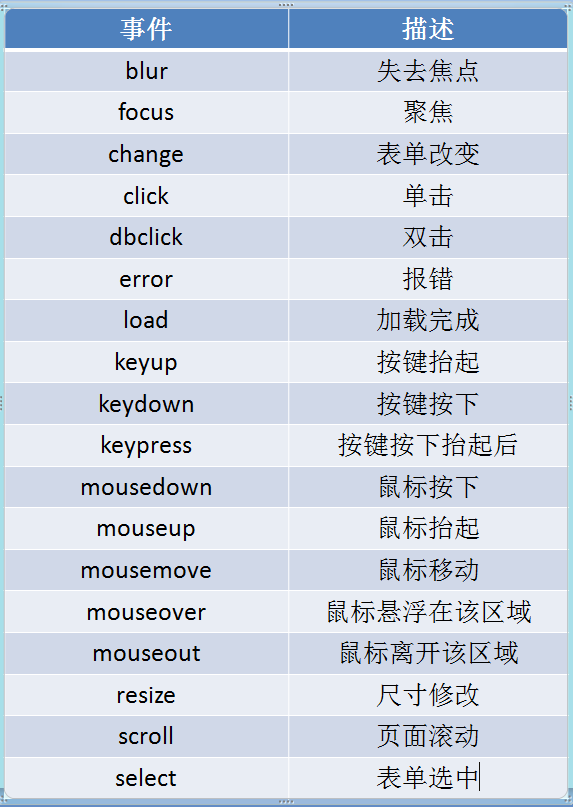 事件 描述
blur 失去焦点
focus 聚焦
change 表单改变
click 单击
dbclick 双击
error 报错
load 加载完成
keyup 按键抬起
keydown 按键按下
keypress 按键按下抬起后
mousedown 鼠标按下
mouseup 鼠标抬起
mousemove 鼠标移动
mouseover 鼠标悬浮在该区域
mouseout 鼠标离开该区域
resize 尺寸修改
scroll 页面滚动
select 表单选中